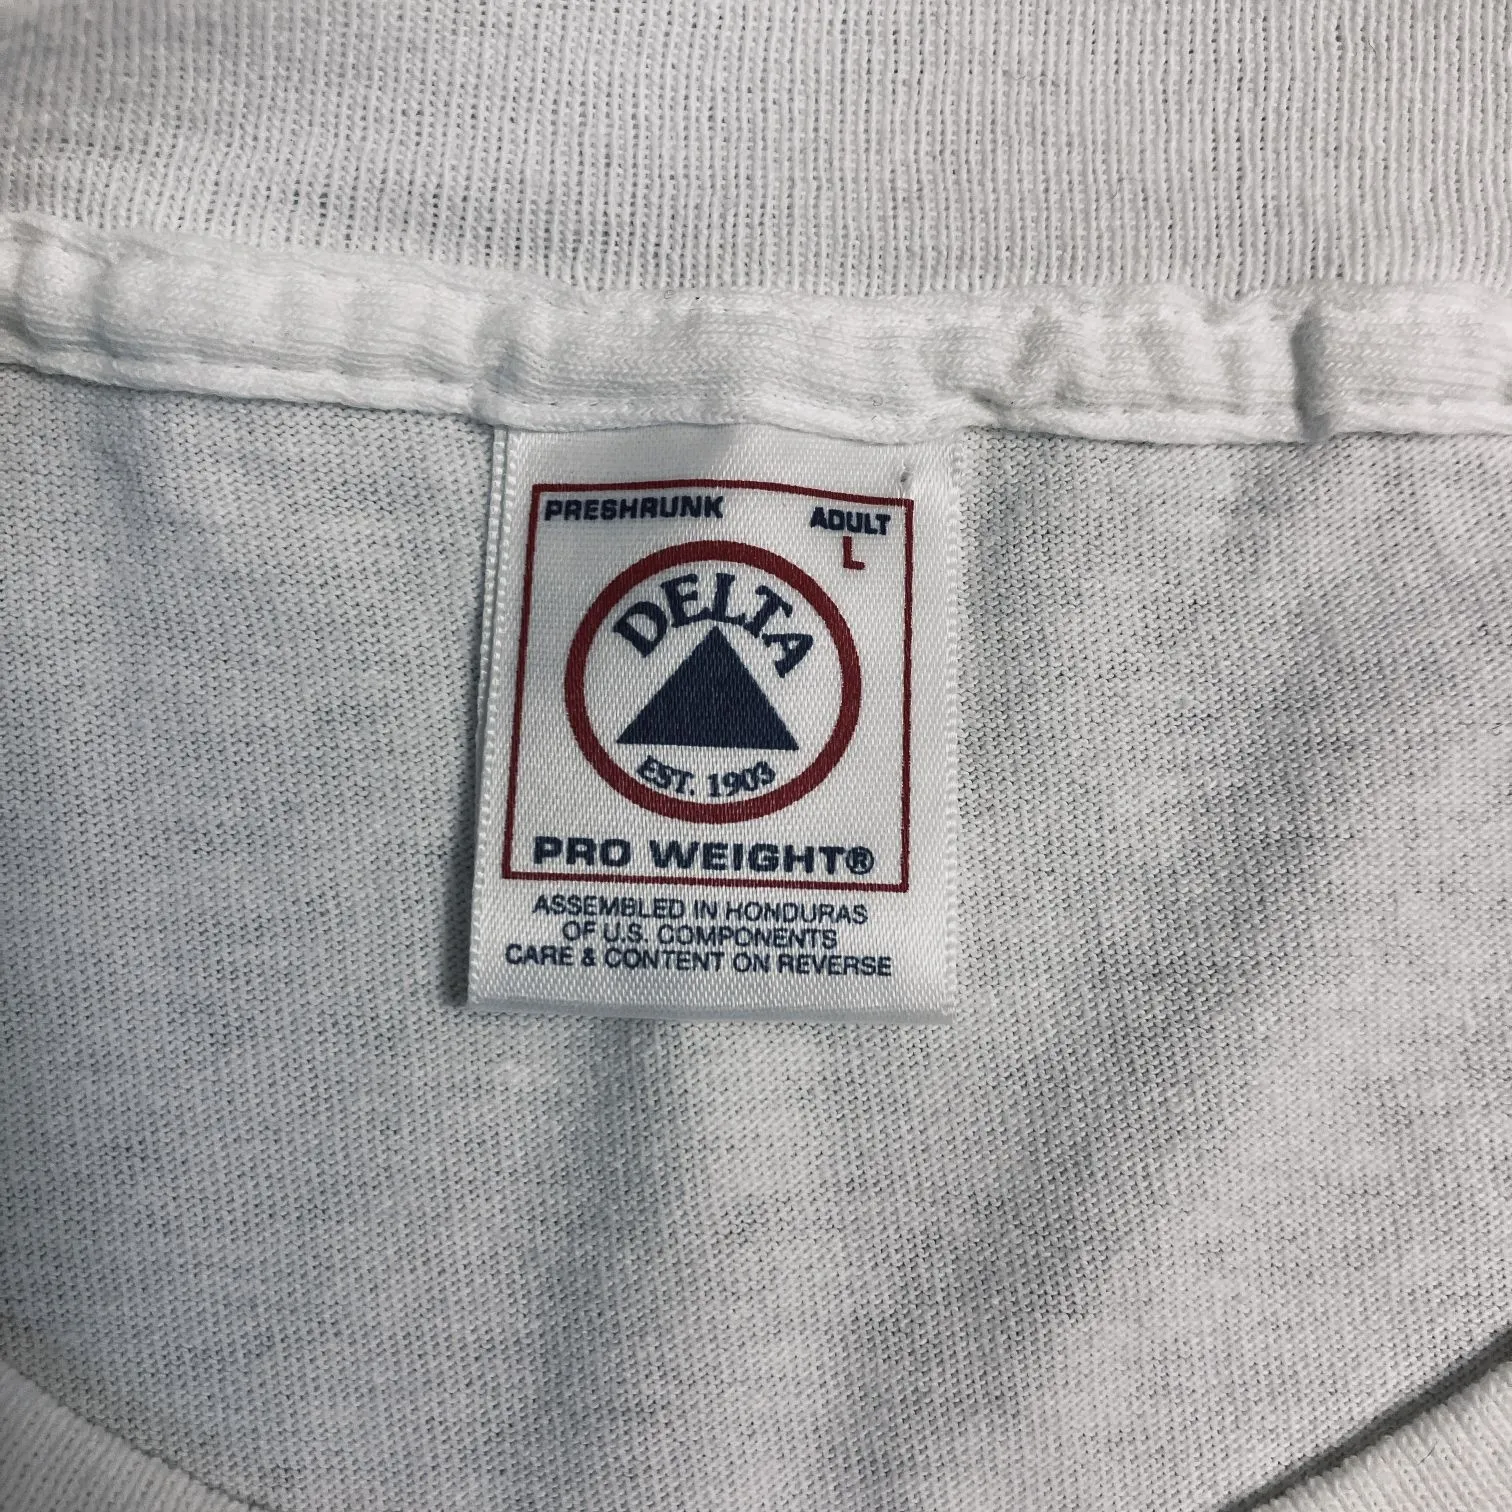 PRESHRUNK ADULT
L
DELTA
EST. 1903
PRO WEIGHT®
ASSEMBLED IN HONDURAS
OF U.S. COMPONENTS
CARE & CONTENT ON REVERSE